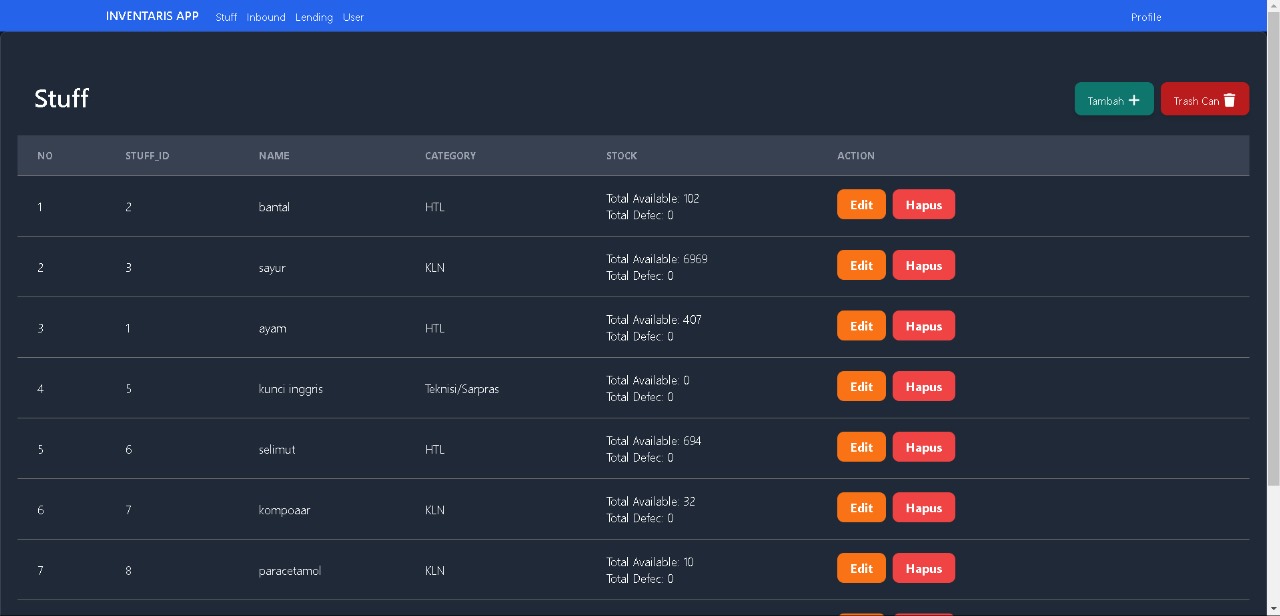 INVENTARIS APP Stuff Inbound Lending User Profile
Stuff Tambah Trash Can
NO STUFF_ID NAME CATEGORY STOCK ACTION
1 2 bantal HTL Total Available: 102 Edit Hapus
Total Defec: 0
2 3 sayur KLN Total Available: 6969 Edit Hapus
Total Defec: 0
3 1 ayam HTL Total Available: 407 Edit Hapus
Total Defec: 0
4 5 kunci inggris Teknisi/Sarpras Total Available: 0 Edit Hapus
Total Defec: 0
5 6 selimut HTL Total Available: 694 Edit Hapus
Total Defec: 0
6 7 kompoaar KLN Total Available: 32 Edit Hapus
Total Defec: 0
7 8 paracetamol KLN Total Available: 10 Edit Hapus
Total Defec: 0